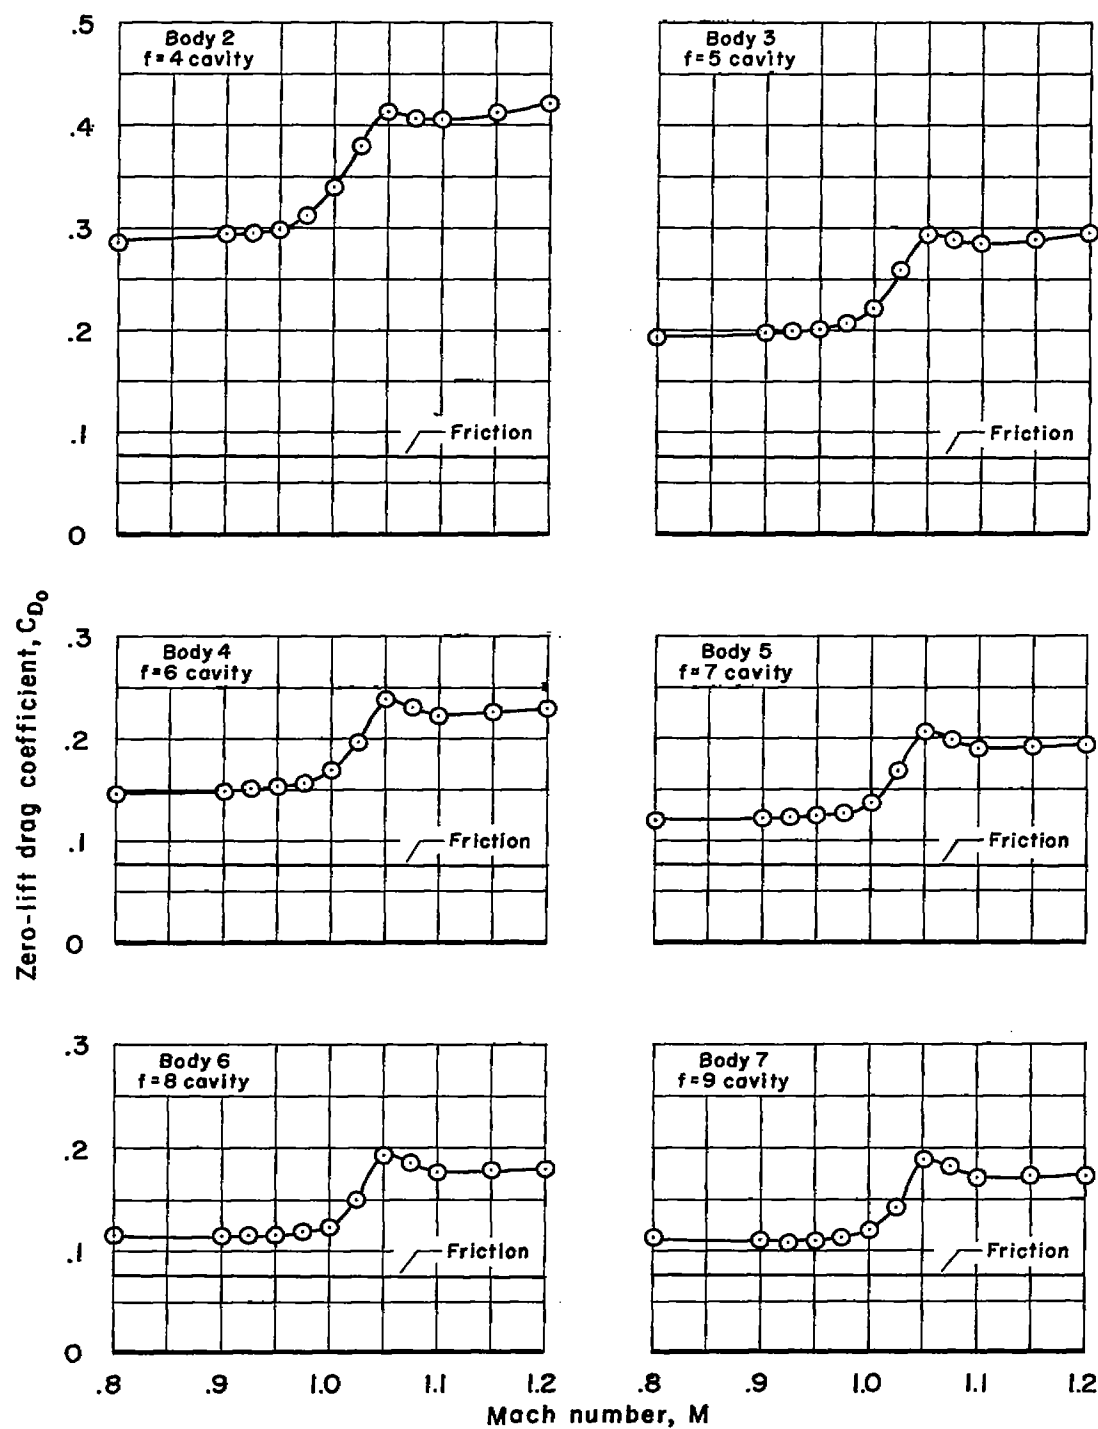 .5
.4
.3
.2
.1
0
Body 2
f=4 cavity
Friction
Body 3
f=5 cavity
Friction
Zero-lift drag coefficient, CD0
.3
.2
.1
0
Body 4
f=6 cavity
Friction
Body 5
f=7 cavity
Friction
.3
.2
.1
0
Body 6
f=8 cavity
Friction
Body 7
f=9 cavity
Friction
.8 .9 1.0 1.1 1.2
.8 .9 1.0 1.1 1.2
Mach number, M